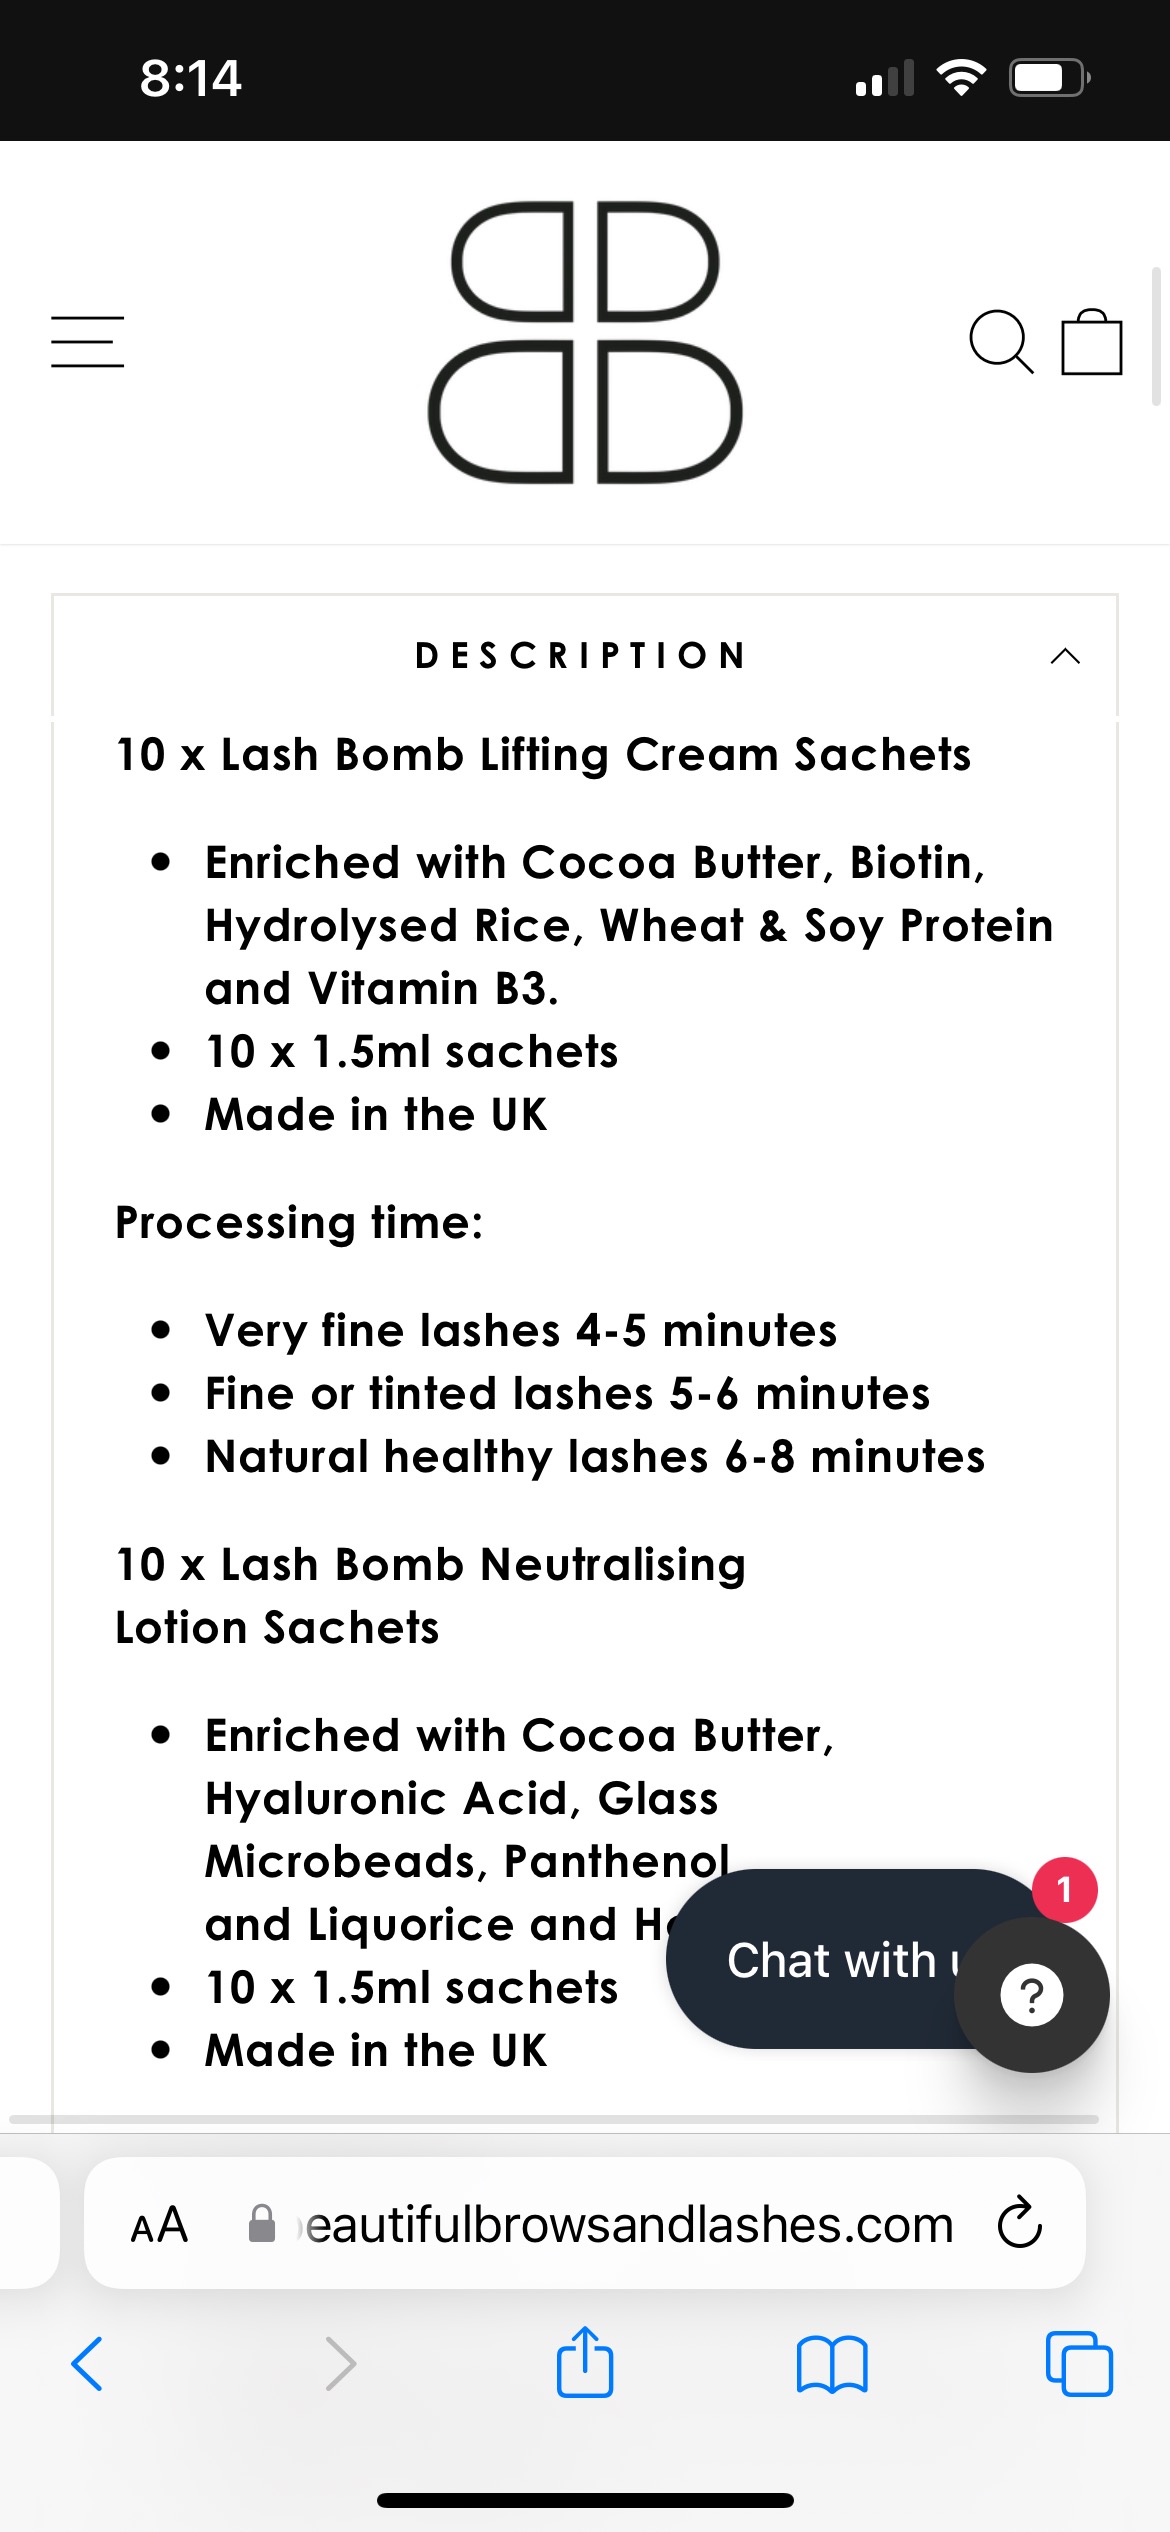 8:14
DESCRIPTION
10 x Lash Bomb Lifting Cream Sachets
• Enriched with Cocoa Butter, Biotin,
Hydrolysed Rice, Wheat & Soy Protein
and Vitamin B3.
• 10 x 1.5ml sachets
• Made in the UK
Processing time:
• Very fine lashes 4-5 minutes
• Fine or tinted lashes 5-6 minutes
• Natural healthy lashes 6-8 minutes
10 x Lash Bomb Neutralising
Lotion Sachets
• Enriched with Cocoa Butter,
Hyaluronic Acid, Glass
Microbeads, Panthenol
and Liquorice and
• 10 x 1.5ml sachets
• Made in the UK
1
Chat with
?
AA eautifulbrowsandlashes.com